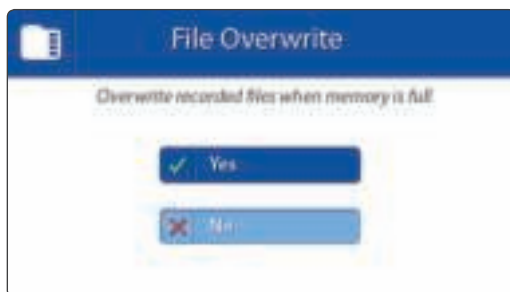 File Overwrite
Overwrite recorded files when memory is full
Yes
No